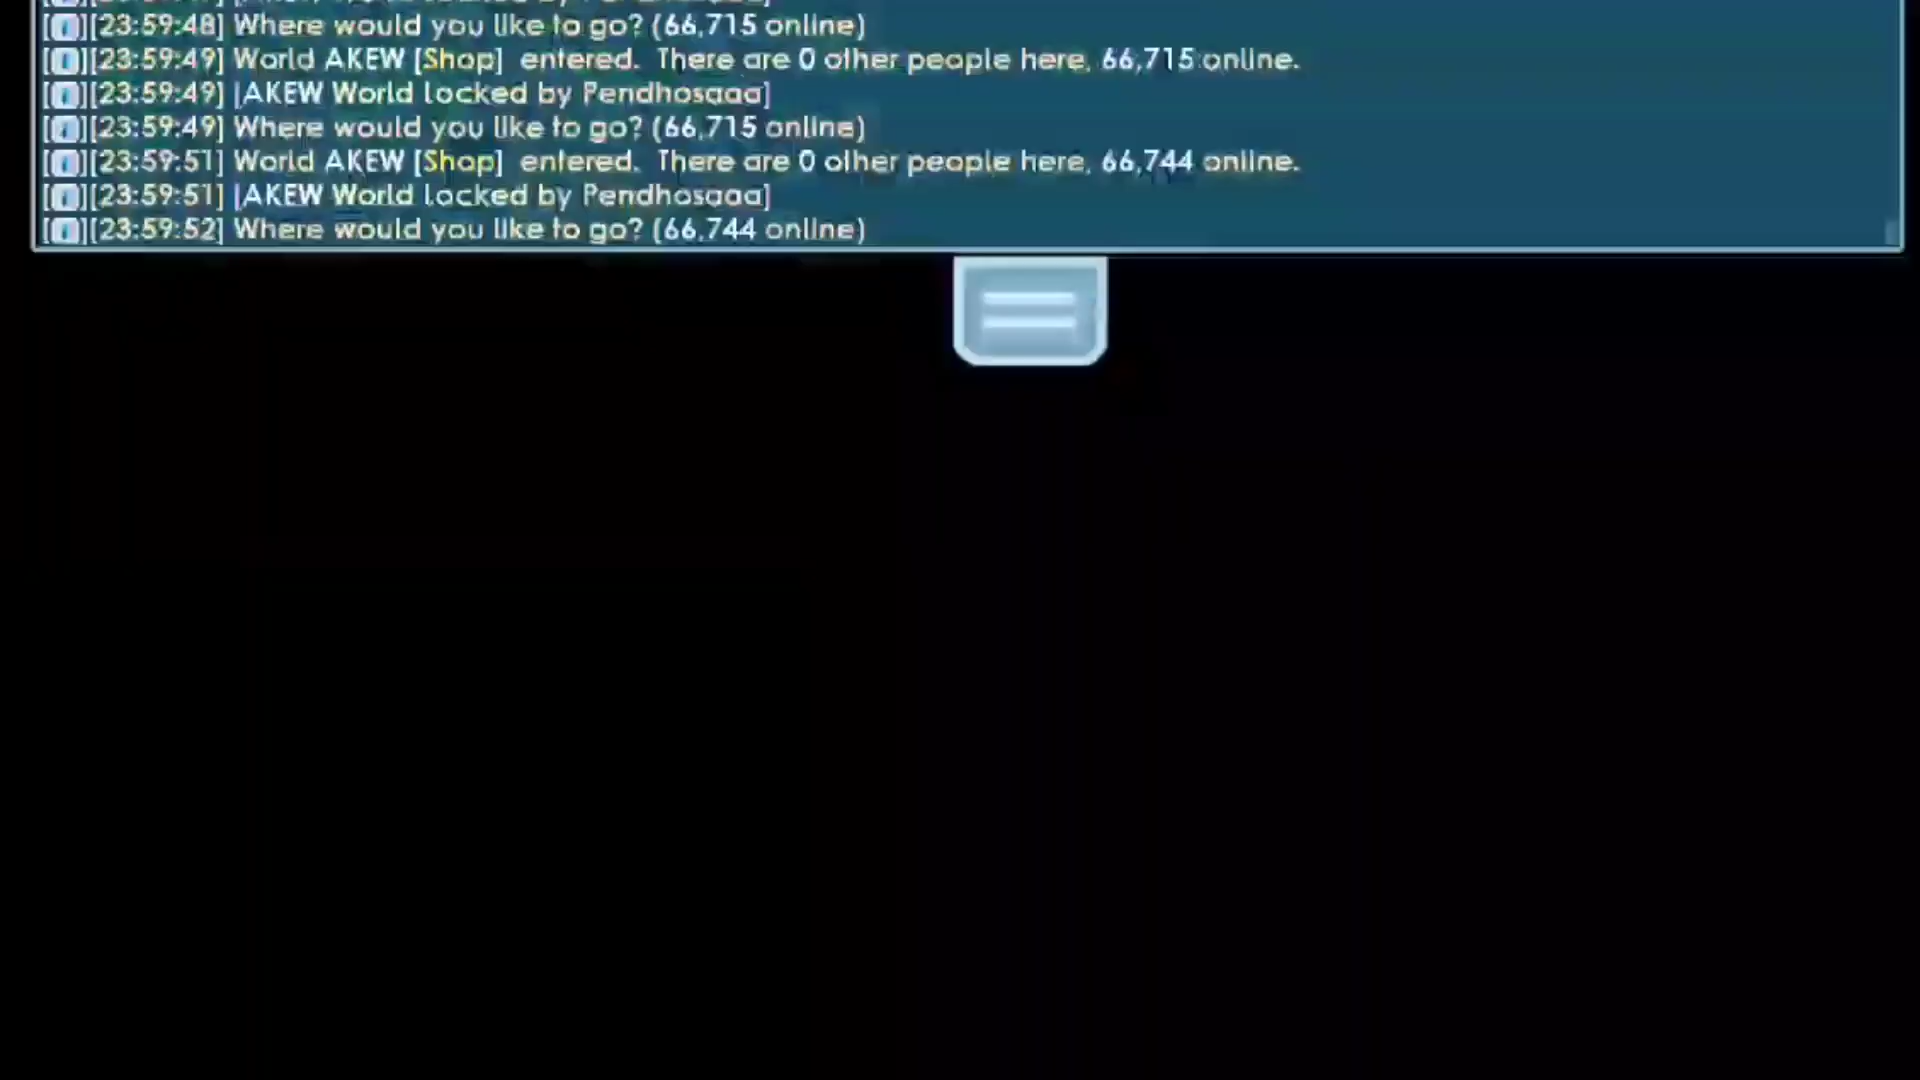 [i][23:59:48] Where would you like to go? (66,715 online)
[i][23:59:49] World AKEW [Shop] entered. There are 0 other people here, 66,715 online.
[i][23:59:49] [AKEW World Locked by Pendhosaaa]
[i][23:59:49] Where would you like to go? (66,715 online)
[i][23:59:51] World AKEW [Shop] entered. There are 0 other people here, 66,744 online.
[i][23:59:51] [AKEW World Locked by Pendhosaaa]
[i][23:59:52] Where would you like to go? (66,744 online)